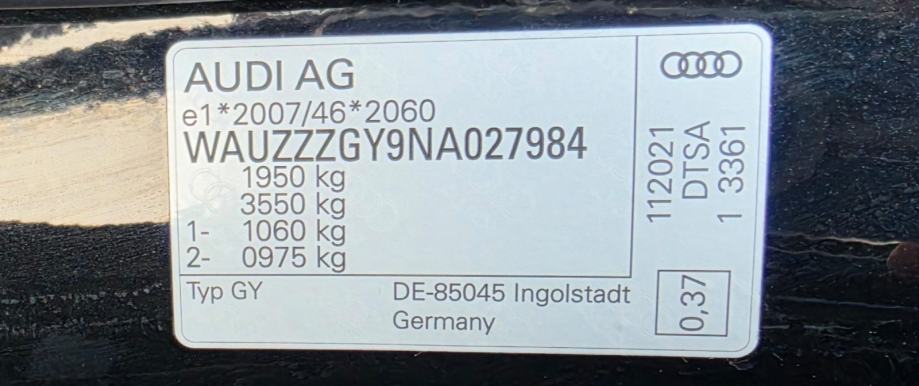 AUDI AG
e1*2007/46*2060
WAUZZZGY9NA027984
1950 kg
3550 kg
1- 1060 kg
2- 0975 kg
Typ GY
DE-85045 Ingolstadt
Germany
112021
DTSA
1 3361
0,37